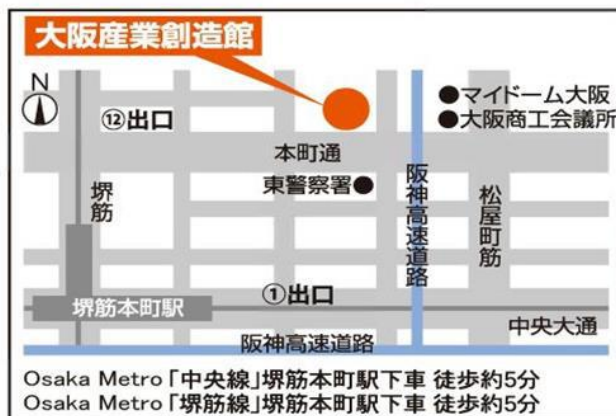 大阪産業創造館
N
⑫出口
●マイドーム大阪
●大阪商工会議所
本町通
東警察署●
堺筋
阪神高速道路
松屋町筋
①出口
堺筋本町駅
中央大通
阪神高速道路
Osaka Metro「中央線」堺筋本町駅下車 徒歩約5分
Osaka Metro「堺筋線」堺筋本町駅下車 徒歩約5分